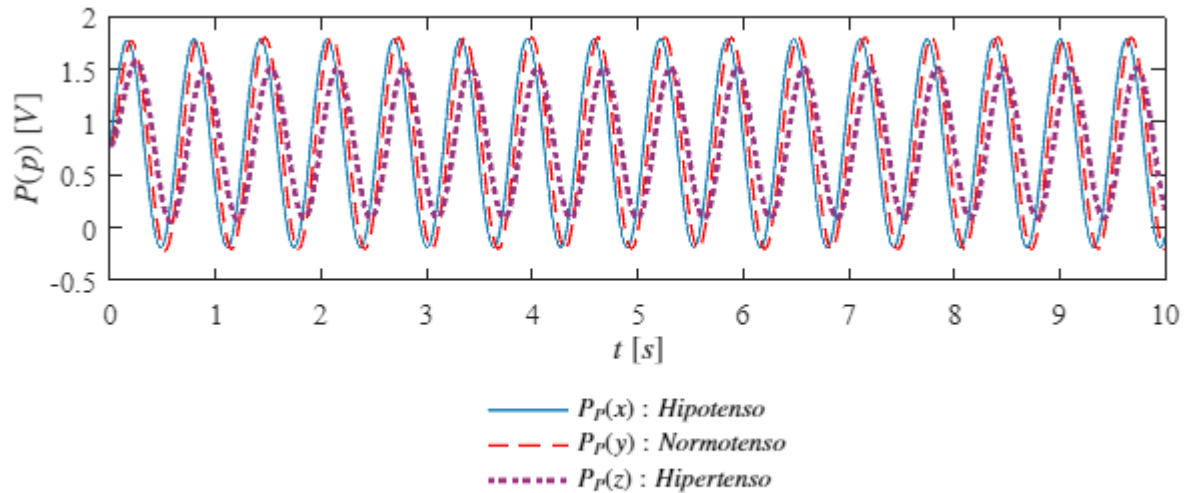 P(p) [V]
2
1.5
1
0.5
0
-0.5
0 1 2 3 4 5 6 7 8 9 10
t [s]
P_P(x) : Hipotenso
P_P(y) : Normotenso
P_P(z) : Hipertenso